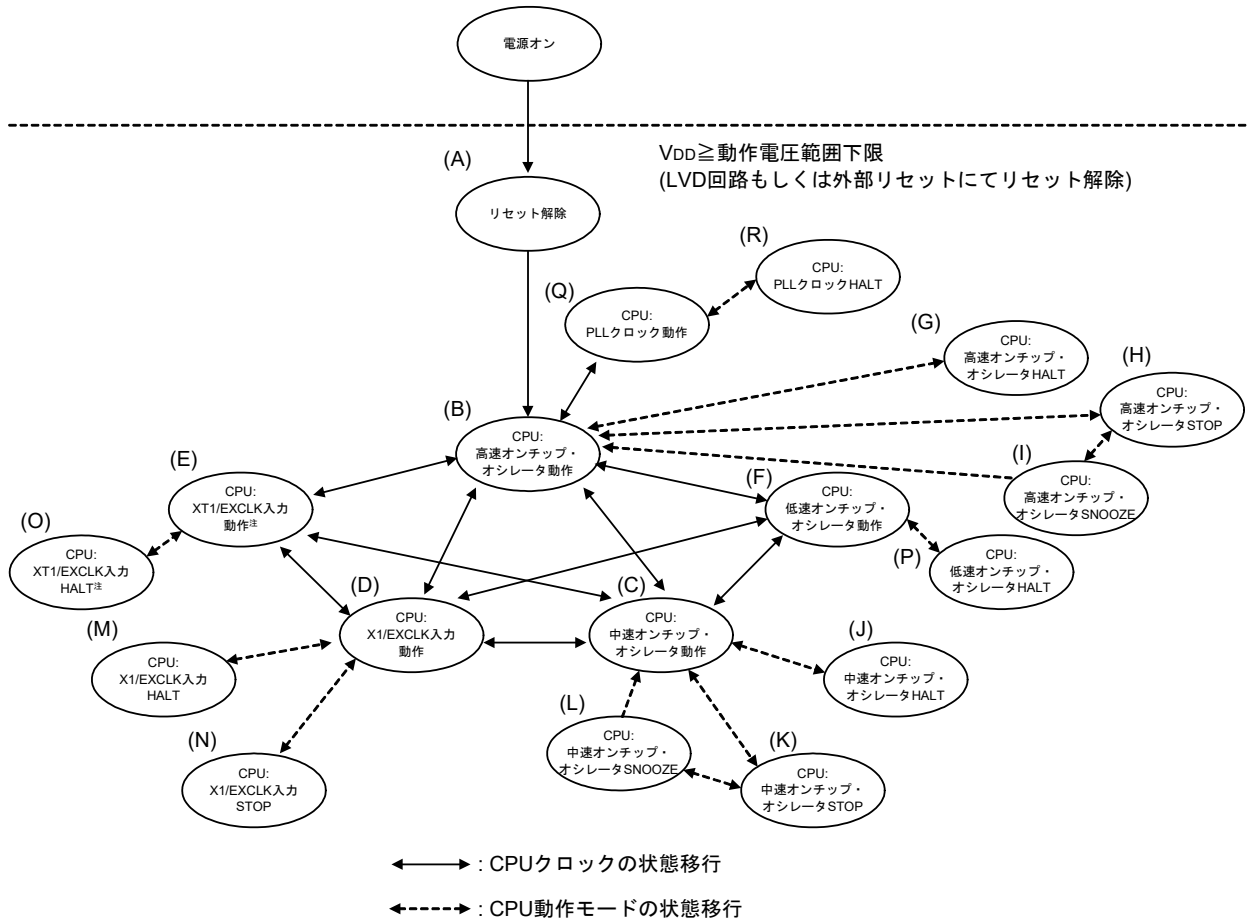 電源オン
VDD≧動作電圧範囲下限
(LVD回路もしくは外部リセットにてリセット解除)
(A)
リセット解除
(R)
CPU:
PLLクロックHALT
(Q)
CPU:
PLLクロック動作
(G)
CPU:
高速オンチップ・
オシレータHALT
(H)
CPU:
高速オンチップ・
オシレータSTOP
(B)
CPU:
高速オンチップ・
オシレータ動作
(I)
CPU:
高速オンチップ・
オシレータSNOOZE
(E)
CPU:
XT1/EXCLK入力
動作注
(F)
CPU:
低速オンチップ・
オシレータ動作
(O)
CPU:
XT1/EXCLK入力
HALT注
(P)
CPU:
低速オンチップ・
オシレータHALT
(D)
CPU:
X1/EXCLK入力
動作
(C)
CPU:
中速オンチップ・
オシレータ動作
(M)
CPU:
X1/EXCLK入力
HALT
(J)
CPU:
中速オンチップ・
オシレータHALT
(N)
CPU:
X1/EXCLK入力
STOP
(L)
CPU:
中速オンチップ・
オシレータSNOOZE
(K)
CPU:
中速オンチップ・
オシレータSTOP
: CPUクロックの状態移行
: CPU動作モードの状態移行